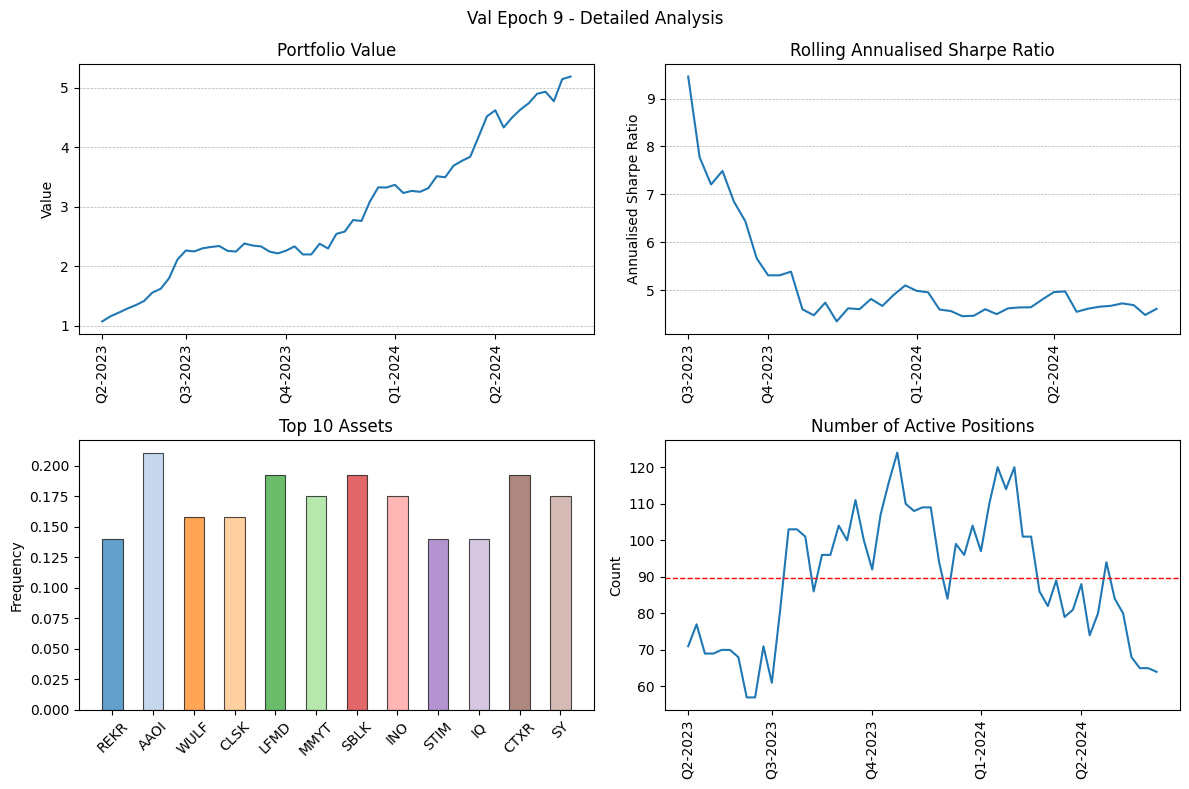 Val Epoch 9 - Detailed Analysis
Portfolio Value
Value
5
4
3
2
1
Q2-2023
Q3-2023
Q4-2023
Q1-2024
Q2-2024
Rolling Annualised Sharpe Ratio
Annualised Sharpe Ratio
9
8
7
6
5
Q3-2023
Q4-2023
Q1-2024
Q2-2024
Top 10 Assets
Frequency
0.200
0.175
0.150
0.125
0.100
0.075
0.050
0.025
0.000
REKR
AAOI
WULF
CLSK
LFMD
MMYT
SBLK
INO
STIM
IQ
CTXR
SY
Number of Active Positions
Count
120
110
100
90
80
70
60
Q2-2023
Q3-2023
Q4-2023
Q1-2024
Q2-2024